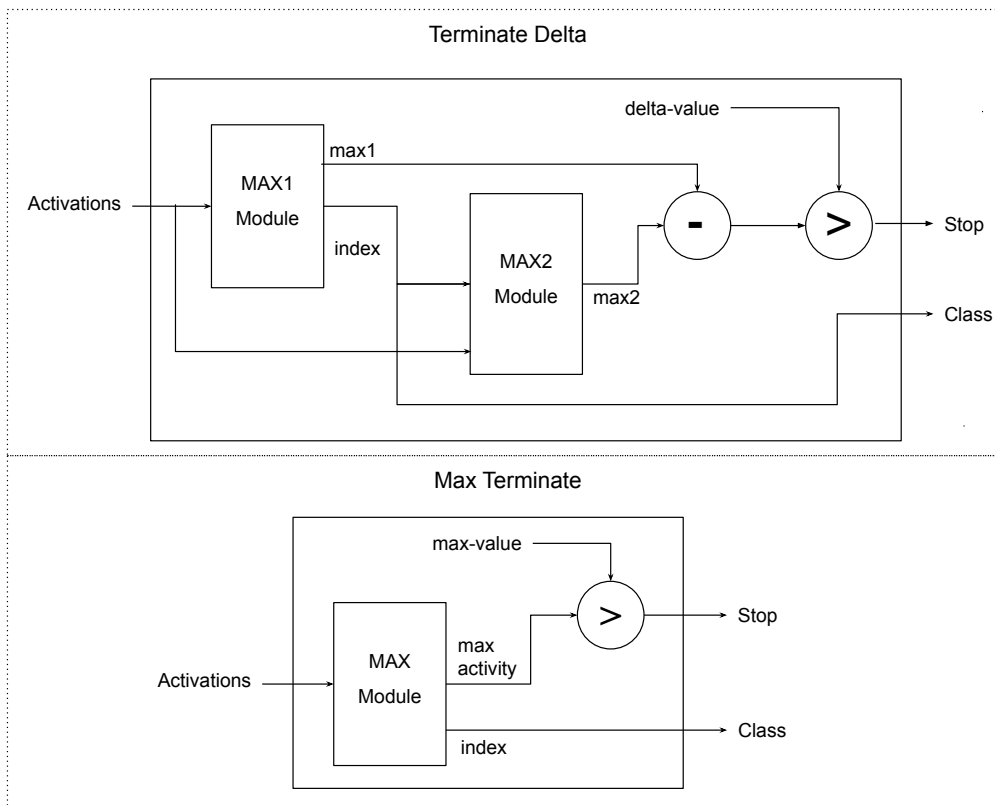 Terminate Delta
delta-value
max1
MAX1
Module
Activations
index
MAX2
Module
max2
-
>
Stop
Class
Max Terminate
max-value
>
Stop
max
activity
MAX
Module
Activations
index
Class